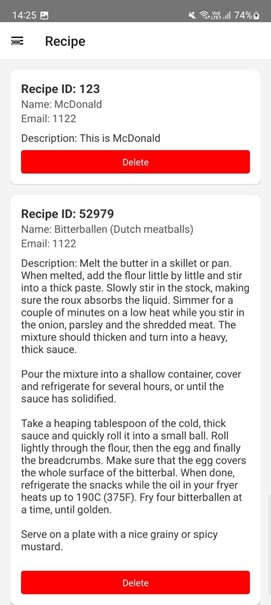 14:25
74%
Recipe
Recipe ID: 123
Name: McDonald
Email: 1122
Description: This is McDonald
Delete
Recipe ID: 52979
Name: Bitterballen (Dutch meatballs)
Email: 1122
Description: Melt the butter in a skillet or pan.
When melted, add the flour little by little and stir
into a thick paste. Slowly stir in the stock, making
sure the roux absorbs the liquid. Simmer for a
couple of minutes on a low heat while you stir in
the onion, parsley and the shredded meat. The
mixture should thicken and turn into a heavy,
thick sauce.
Pour the mixture into a shallow container, cover
and refrigerate for several hours, or until the
sauce has solidified.
Take a heaping tablespoon of the cold, thick
sauce and quickly roll it into a small ball. Roll
lightly through the flour, then the egg and finally
the breadcrumbs. Make sure that the egg covers
the whole surface of the bitterbal. When done,
refrigerate the snacks while the oil in your fryer
heats up to 190C (375F). Fry four bitterballen at
a time, until golden.
Serve on a plate with a nice grainy or spicy
mustard.
Delete